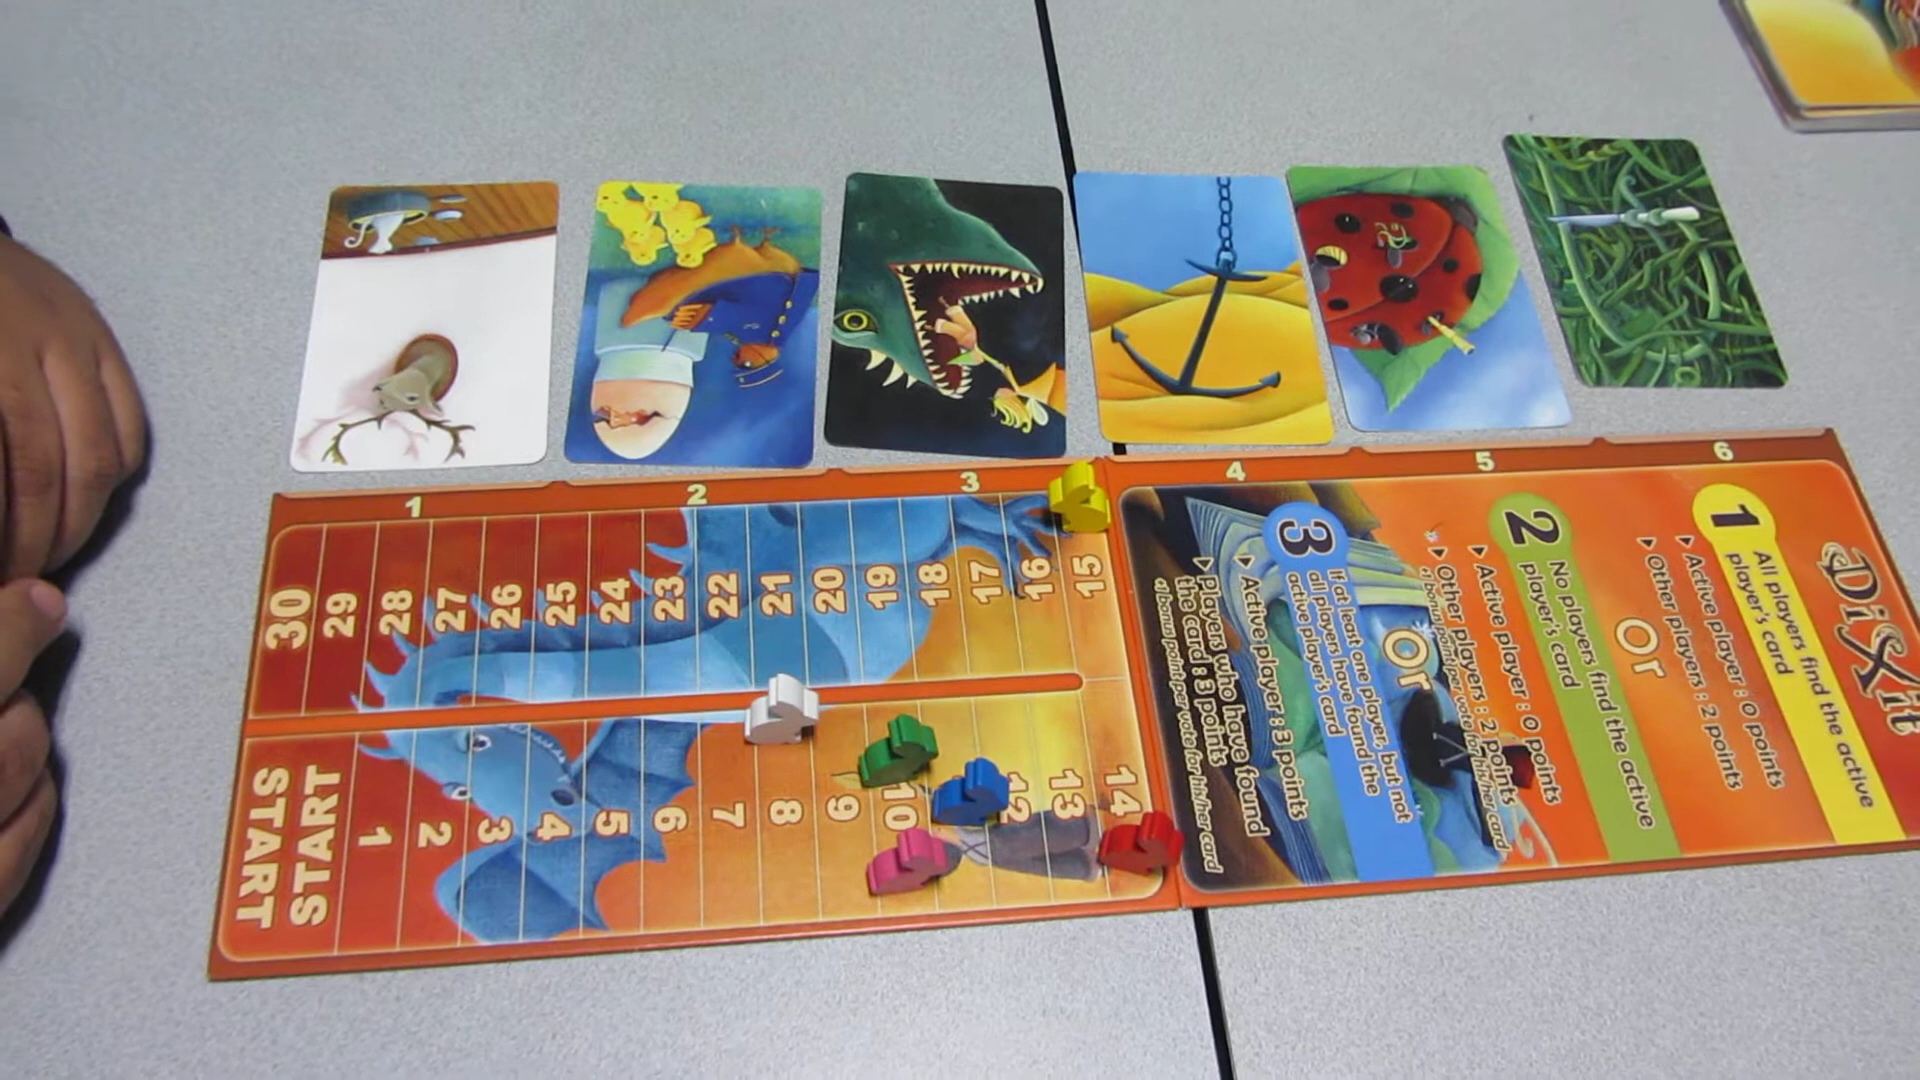 1 2 3 4 5 6
30 29 28 27 26 25 24 23 22 21 20 19 18 17 16 15
START
START
1 2 3 4 5 6 7 8 9 10 12 13 14
DiXit
1
All players find the active
player's card
Active player : 0 points
Other players : 2 points
Or
2
No players find the active
player's card
Active player : 0 points
Other players : 2 points
Or
3
If at least one player, but not
all players have found the
active player's card
Active player : 3 points
Players who have found
the card : 3 points